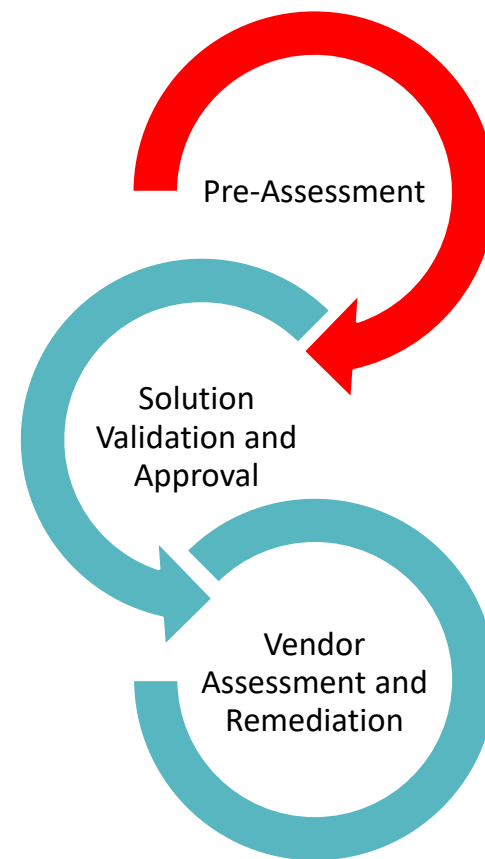 Pre-Assessment
Solution
Validation and
Approval
Vendor
Assessment and
Remediation